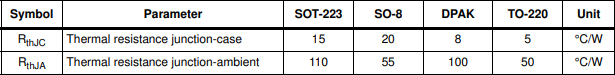 Symbol Parameter SOT-223 SO-8 DPAK TO-220 Unit
RthJC Thermal resistance junction-case 15 20 8 5 °C/W
RthJA Thermal resistance junction-ambient 110 55 100 50 °C/W